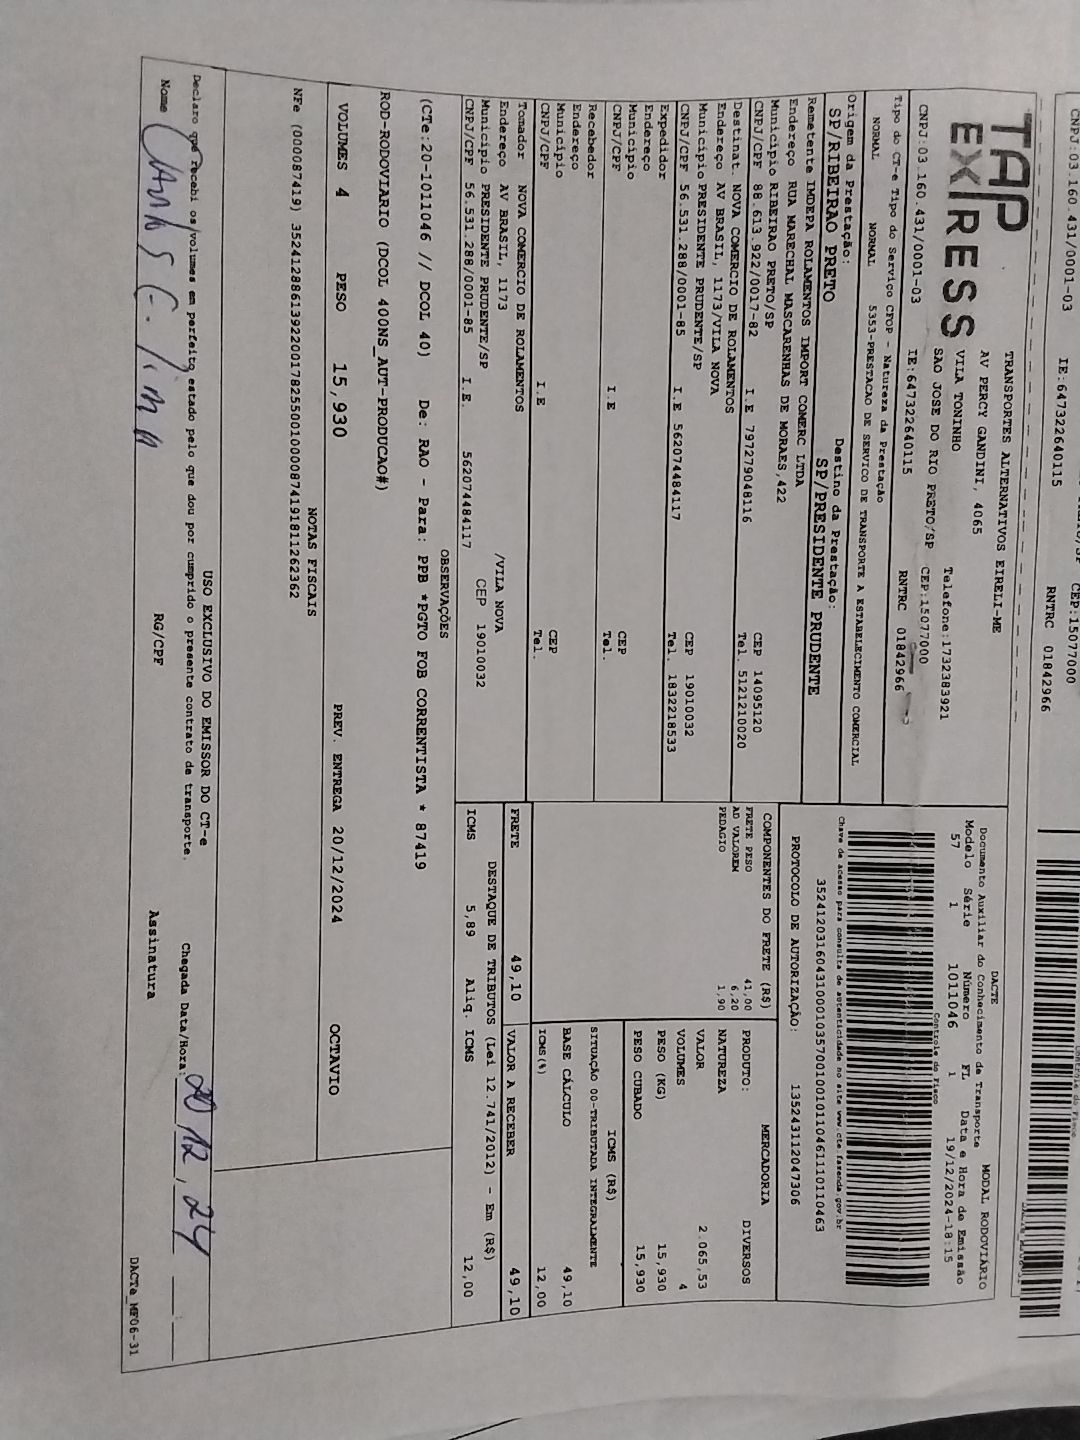 CNPJ:03.160.431/0001-03 IE:647322640115 RNTRC 01842966
CEP:15077000
TAP EXPRESS
TRANSPORTES ALTERNATIVOS EIRELI-ME
AV PERCY GANDINI, 4065
VILA TONINHO
SAO JOSE DO RIO PRETO/SP CEP:15077000
Telefone:1732383921
CNPJ:03.160.431/0001-03 IE:647322640115 RNTRC 01842966
DACTE MODAL RODOVIÁRIO
Documento Auxiliar do Conhecimento de Transporte
Modelo Série Número FL Data e Hora de Emissão
57 1 1011046 1 19/12/2024-18:15
Controle do Fisco
Tipo do CT-e Tipo do Serviço CFOP - Natureza da Prestação
NORMAL NORMAL 5353-PRESTACAO DE SERVICO DE TRANSPORTE A ESTABELECIMENTO COMERCIAL
Chave de acesso para consulta de autenticidade no site www.cte.fazenda.gov.br
35241203160431000103570010010110461110110463
PROTOCOLO DE AUTORIZAÇÃO: 135243112047306
Origem da Prestação: Destino da Prestação:
SP/RIBEIRAO PRETO SP/PRESIDENTE PRUDENTE
Remetente IMDEPA ROLAMENTOS IMPORT COMERC LTDA
Endereço RUA MARECHAL MASCARENHAS DE MORAES,422
Município RIBEIRAO PRETO/SP CEP 14095120
CNPJ/CPF 88.613.922/0017-82 I.E 797279048116 Tel. 5121210020
Destinat. NOVA COMERCIO DE ROLAMENTOS
Endereço AV BRASIL, 1173/VILA NOVA
Município PRESIDENTE PRUDENTE/SP CEP 19010032
CNPJ/CPF 56.531.288/0001-85 I.E 562074484117 Tel. 1832218533
Expedidor
Endereço
Município CEP
CNPJ/CPF I.E Tel.
Recebedor
Endereço
Município CEP
CNPJ/CPF I.E Tel.
Tomador NOVA COMERCIO DE ROLAMENTOS
Endereço AV BRASIL, 1173 /VILA NOVA
Município PRESIDENTE PRUDENTE/SP CEP 19010032
CNPJ/CPF 56.531.288/0001-85 I.E. 562074484117
COMPONENTES DO FRETE (R$)
FRETE PESO 41,00
AD VALOREM 6,20
PEDAGIO 1,90
MERCADORIA
PRODUTO: DIVERSOS
NATUREZA
VALOR 2.065,53
VOLUMES 4
PESO (KG) 15,930
PESO CUBADO 15,930
ICMS (R$)
SITUAÇÃO 00-TRIBUTADA INTEGRALMENTE
BASE CÁLCULO 49,10
ICMS(%) 12,00
FRETE 49,10 VALOR A RECEBER 49,10
DESTAQUE DE TRIBUTOS (Lei 12.741/2012) - Em (R$)
ICMS 5,89 Aliq. ICMS 12,00
OBSERVAÇÕES
(CTe:20-1011046 // DCOL 40) De: RAO - Para: PPB *PGTO FOB CORRENTISTA * 87419
ROD-RODOVIARIO (DCOL 400NS_AUT-PRODUCAO#)
VOLUMES 4 PESO 15,930 PREV. ENTREGA 20/12/2024 OCTAVIO
NOTAS FISCAIS
NFe (000087419) 35241288613922001782550010000874191811262362
USO EXCLUSIVO DO EMISSOR DO CT-e
Declaro que recebi os volumes em perfeito estado pelo que dou por cumprido o presente contrato de transporte. Chegada Data/Hora: 20 12, 24 :
Nome RG/CPF Assinatura
DACTe_MF06-31